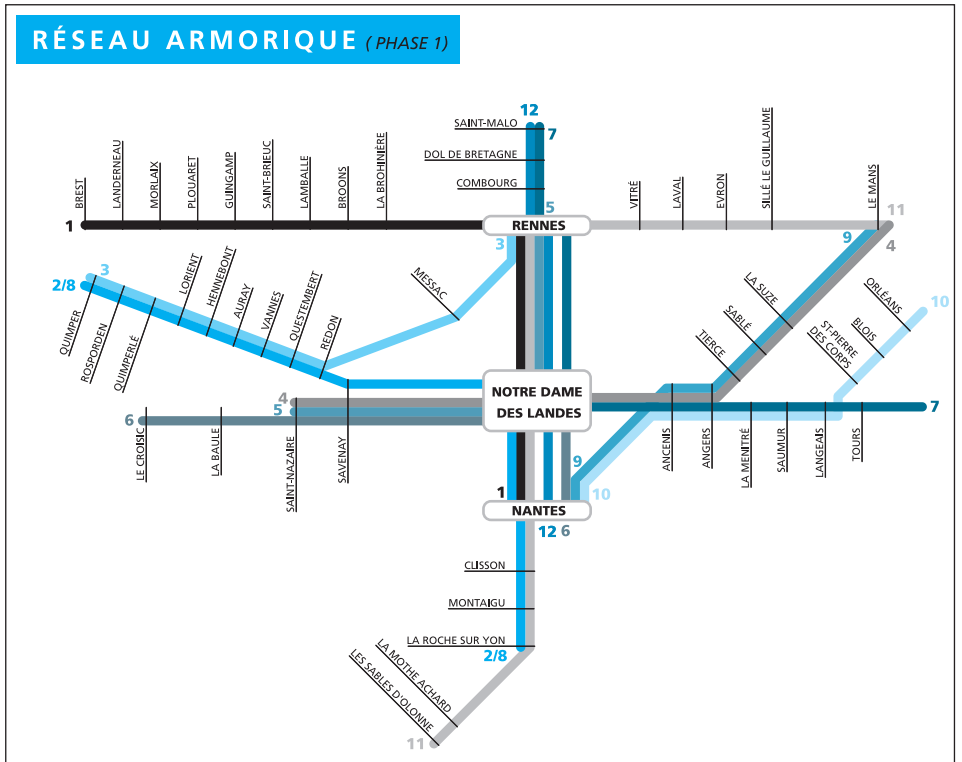 RÉSEAU ARMORIQUE ( PHASE 1)
12
SAINT-MALO
7
DOL DE BRETAGNE
COMBOURG
5
BREST
LANDERNEAU
MORLAIX
PLOUARET
GUINGAMP
SAINT-BRIEUC
LAMBALLE
BROONS
LA BROHINIÈRE
1
RENNES
VITRÉ
LAVAL
EVRON
SILLÉ LE GUILLAUME
LE MANS
11
9
4
3
3
2/8
QUIMPER
ROSPORDEN
QUIMPERLÉ
LORIENT
HENNEBONT
AURAY
VANNES
QUESTEMBERT
REDON
MESSAC
LA SUZE
SABLÉ
TIERCE
ORLÉANS
BLOIS
ST-PIERRE
DES CORPS
10
NOTRE DAME
DES LANDES
4
5
6
7
LE CROISIC
LA BAULE
SAINT-NAZAIRE
SAVENAY
ANCENIS
ANGERS
LA MENITRÉ
SAUMUR
LANGEAIS
TOURS
9
1
10
NANTES
12
6
CLISSON
MONTAIGU
LA ROCHE SUR YON
2/8
LA MOTHE ACHARD
LES SABLES D'OLONNE
11